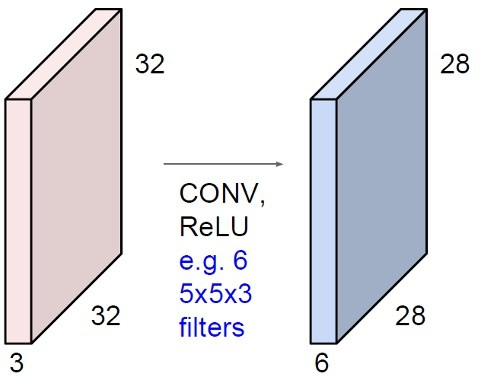 32
32
3
CONV,
ReLU
e.g. 6
5x5x3
filters
28
28
6